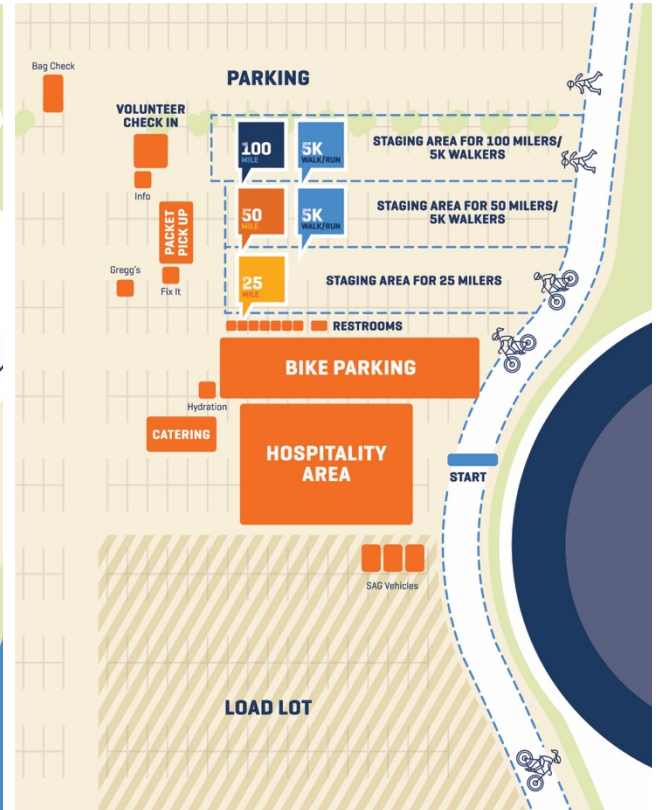 Bag Check
PARKING
VOLUNTEER
CHECK IN
Info
PACKET
PICK UP
Gregg's
Fix It
100
MILE
5K
WALK/RUN
STAGING AREA FOR 100 MILERS/
5K WALKERS
50
MILE
5K
WALK/RUN
STAGING AREA FOR 50 MILERS/
5K WALKERS
25
MILE
STAGING AREA FOR 25 MILERS
RESTROOMS
BIKE PARKING
Hydration
CATERING
HOSPITALITY
AREA
START
SAG Vehicles
LOAD LOT